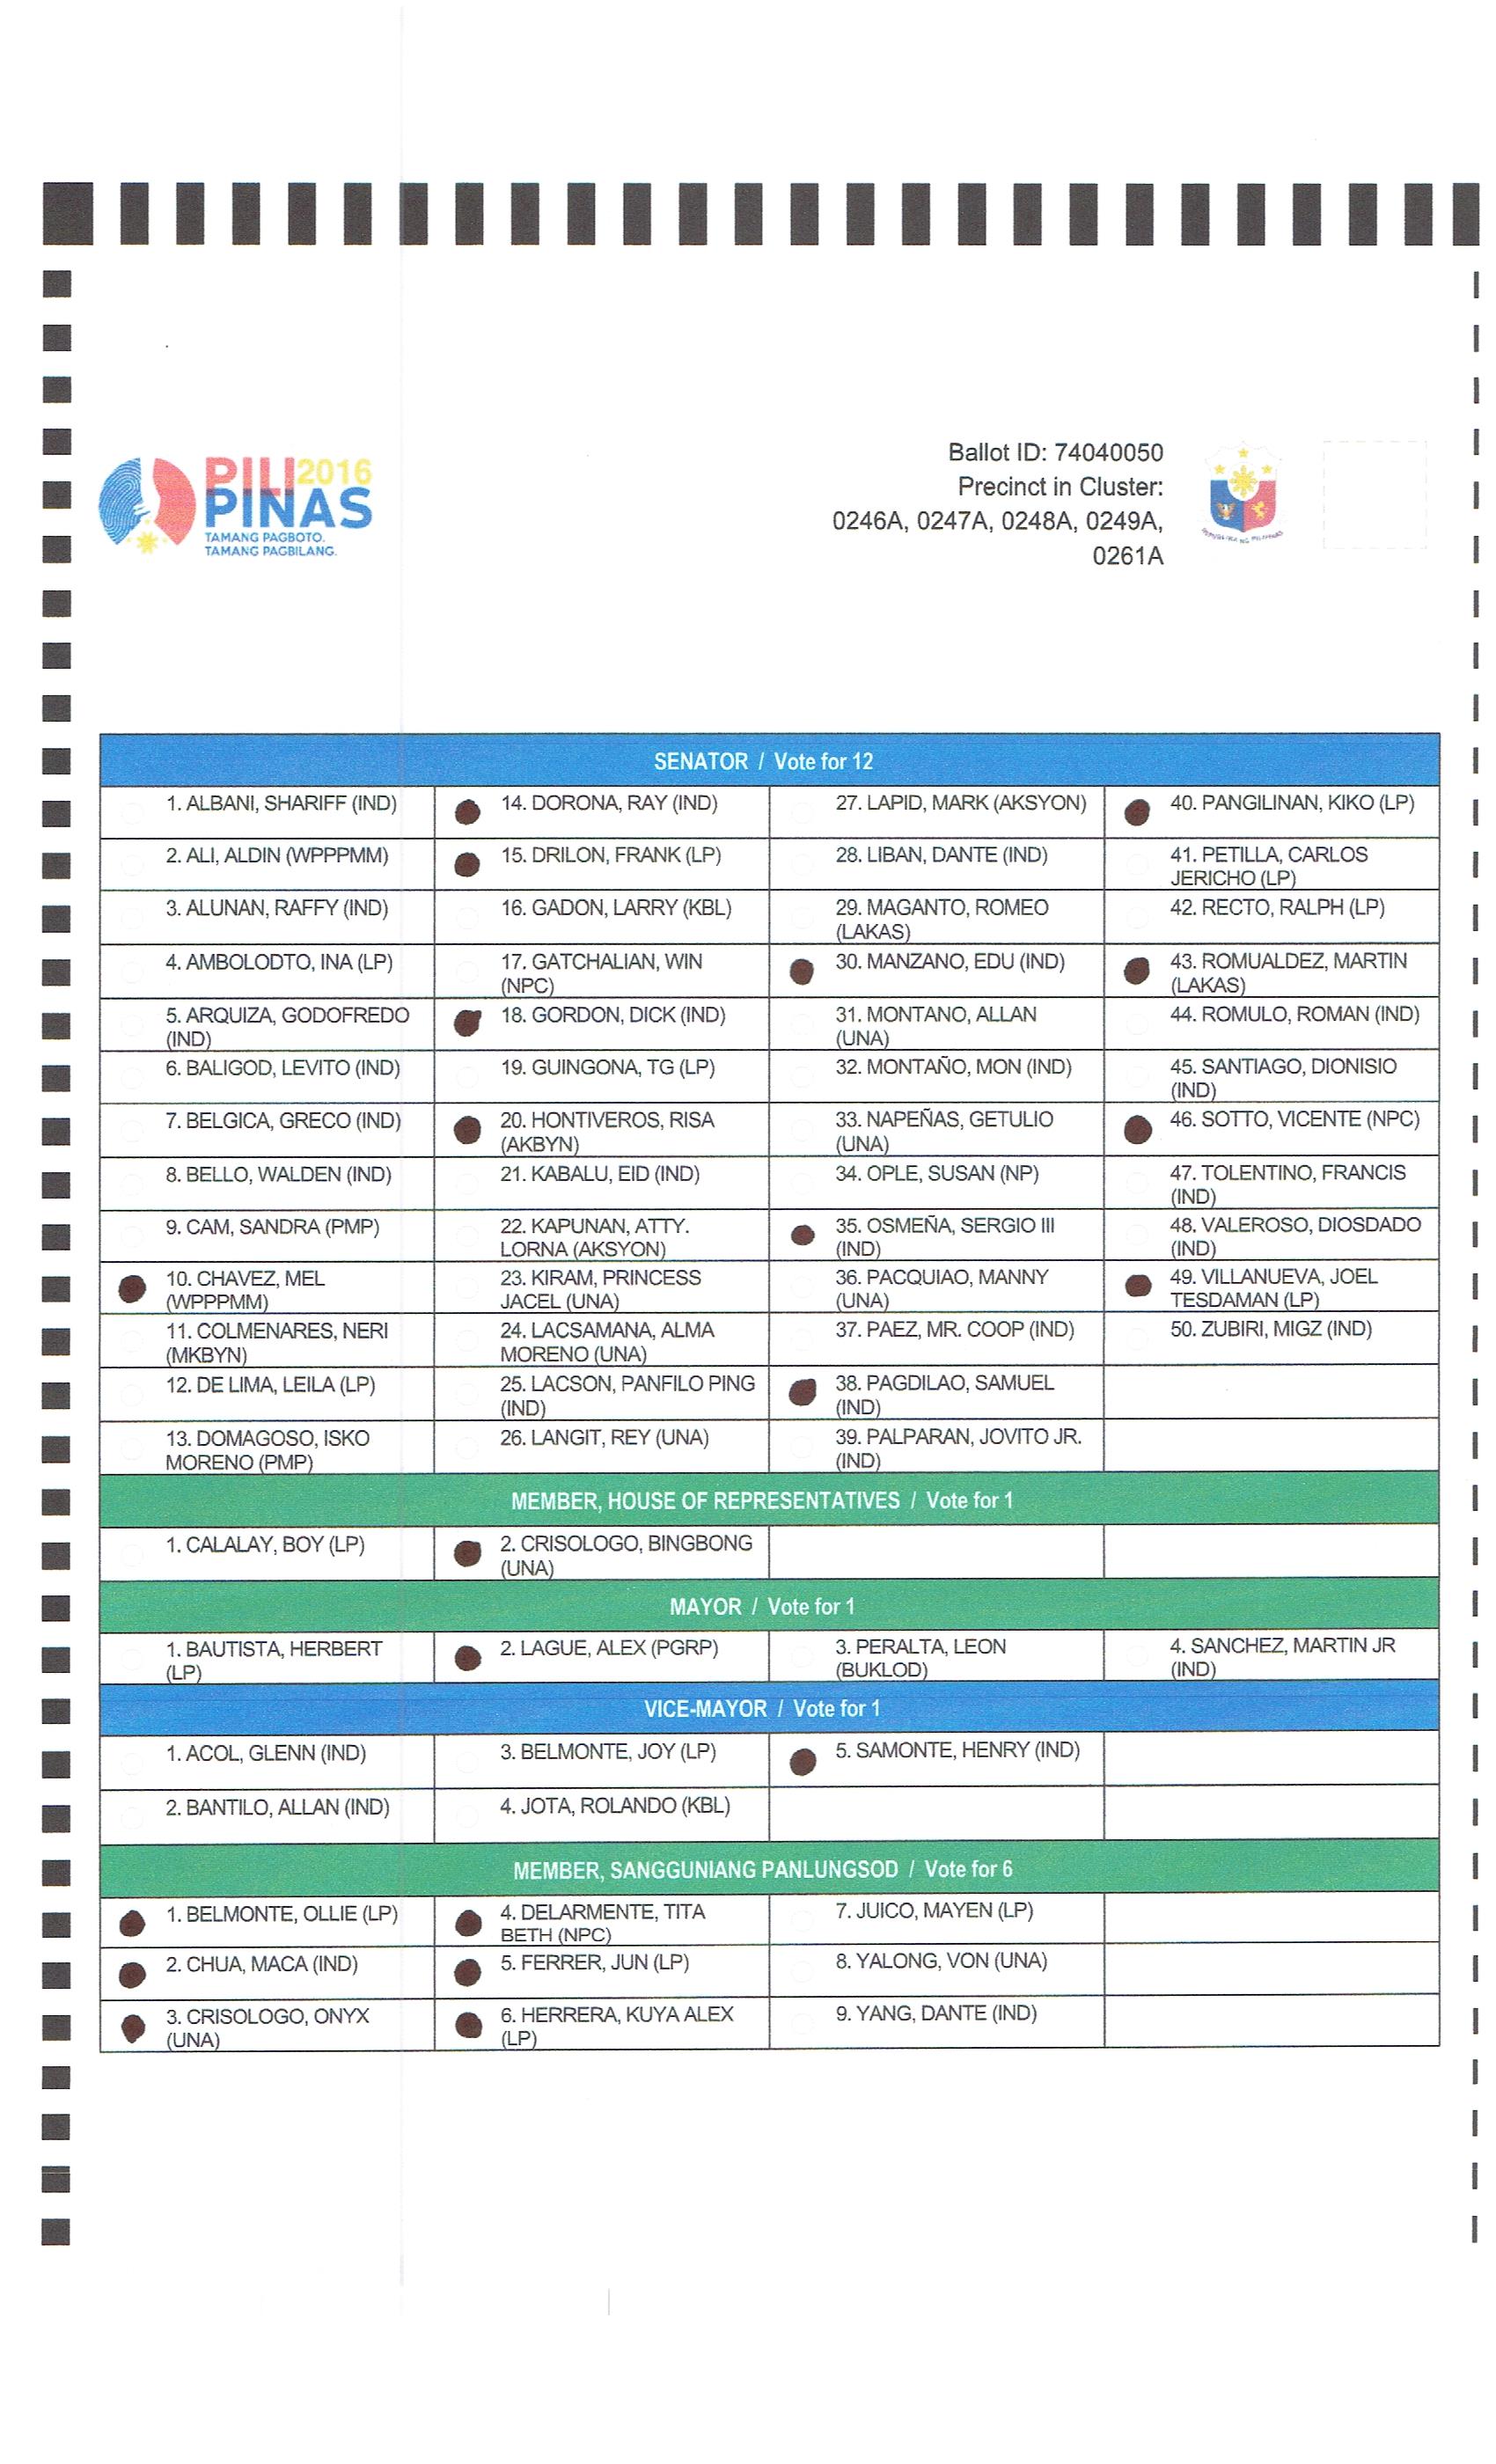 PILI 2016
PINAS
TAMANG PAGBOTO.
TAMANG PAGBILANG.
Ballot ID: 74040050
Precinct in Cluster:
0246A, 0247A, 0248A, 0249A,
0261A
SENATOR / Vote for 12
1. ALBANI, SHARIFF (IND)
2. ALI, ALDIN (WPPPMM)
3. ALUNAN, RAFFY (IND)
4. AMBOLODTO, INA (LP)
5. ARQUIZA, GODOFREDO
(IND)
6. BALIGOD, LEVITO (IND)
7. BELGICA, GRECO (IND)
8. BELLO, WALDEN (IND)
9. CAM, SANDRA (PMP)
10. CHAVEZ, MEL
(WPPPMM)
11. COLMENARES, NERI
(MKBYN)
12. DE LIMA, LEILA (LP)
13. DOMAGOSO, ISKO
MORENO (PMP)
14. DORONA, RAY (IND)
15. DRILON, FRANK (LP)
16. GADON, LARRY (KBL)
17. GATCHALIAN, WIN
(NPC)
18. GORDON, DICK (IND)
19. GUINGONA, TG (LP)
20. HONTIVEROS, RISA
(AKBYN)
21. KABALU, EID (IND)
22. KAPUNAN, ATTY.
LORNA (AKSYON)
23. KIRAM, PRINCESS
JACEL (UNA)
24. LACSAMANA, ALMA
MORENO (UNA)
25. LACSON, PANFILO PING
(IND)
26. LANGIT, REY (UNA)
27. LAPID, MARK (AKSYON)
28. LIBAN, DANTE (IND)
29. MAGANTO, ROMEO
(LAKAS)
30. MANZANO, EDU (IND)
31. MONTANO, ALLAN
(UNA)
32. MONTAÑO, MON (IND)
33. NAPEÑAS, GETULIO
(UNA)
34. OPLE, SUSAN (NP)
35. OSMEÑA, SERGIO III
(IND)
36. PACQUIAO, MANNY
(UNA)
37. PAEZ, MR. COOP (IND)
38. PAGDILAO, SAMUEL
(IND)
39. PALPARAN, JOVITO JR.
(IND)
40. PANGILINAN, KIKO (LP)
41. PETILLA, CARLOS
JERICHO (LP)
42. RECTO, RALPH (LP)
43. ROMUALDEZ, MARTIN
(LAKAS)
44. ROMULO, ROMAN (IND)
45. SANTIAGO, DIONISIO
(IND)
46. SOTTO, VICENTE (NPC)
47. TOLENTINO, FRANCIS
(IND)
48. VALEROSO, DIOSDADO
(IND)
49. VILLANUEVA, JOEL
TESDAMAN (LP)
50. ZUBIRI, MIGZ (IND)
MEMBER, HOUSE OF REPRESENTATIVES / Vote for 1
1. CALALAY, BOY (LP)
2. CRISOLOGO, BINGBONG
(UNA)
MAYOR / Vote for 1
1. BAUTISTA, HERBERT
(LP)
2. LAGUE, ALEX (PGRP)
3. PERALTA, LEON
(BUKLOD)
4. SANCHEZ, MARTIN JR
(IND)
VICE-MAYOR / Vote for 1
1. ACOL, GLENN (IND)
2. BANTILO, ALLAN (IND)
3. BELMONTE, JOY (LP)
4. JOTA, ROLANDO (KBL)
5. SAMONTE, HENRY (IND)
MEMBER, SANGGUNIANG PANLUNGSOD / Vote for 6
1. BELMONTE, OLLIE (LP)
2. CHUA, MACA (IND)
3. CRISOLOGO, ONYX
(UNA)
4. DELARMENTE, TITA
BETH (NPC)
5. FERRER, JUN (LP)
6. HERRERA, KUYA ALEX
(LP)
7. JUICO, MAYEN (LP)
8. YALONG, VON (UNA)
9. YANG, DANTE (IND)